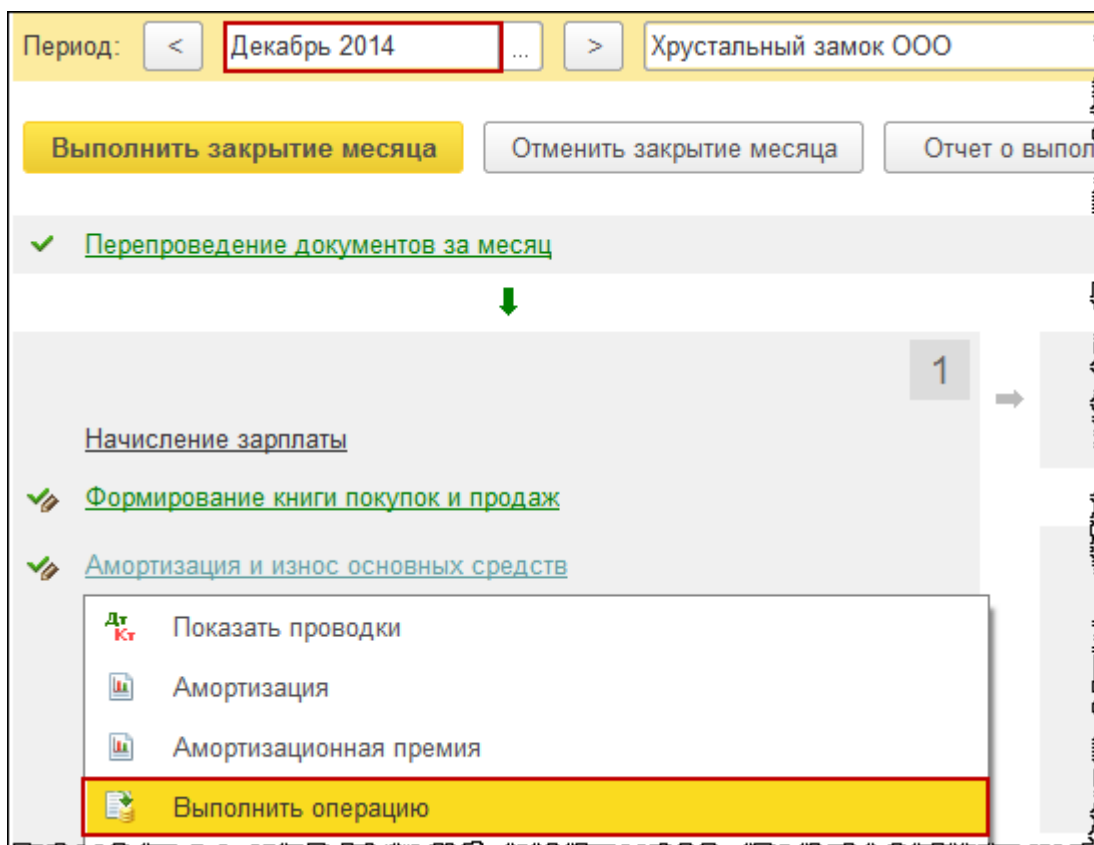 Период: < Декабрь 2014 ... > Хрустальный замок ООО
Выполнить закрытие месяца Отменить закрытие месяца Отчет о выпол
Перепроведение документов за месяц
1
Начисление зарплаты
Формирование книги покупок и продаж
Амортизация и износ основных средств
Дт Кт Показать проводки
Амортизация
Амортизационная премия
Выполнить операцию